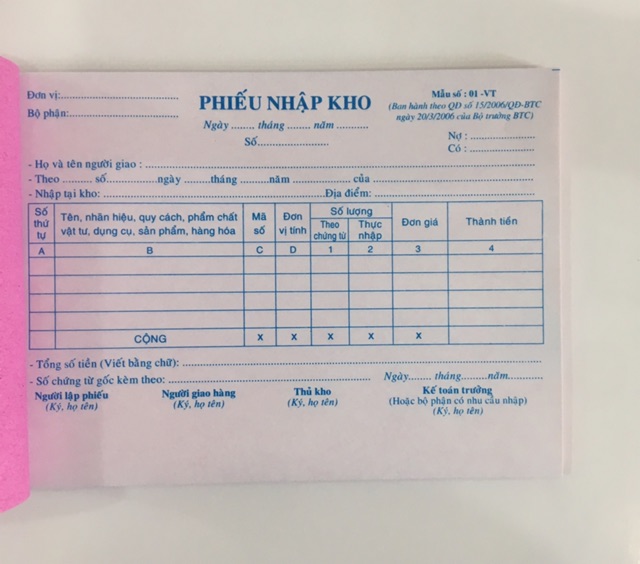 Đơn vị:.......................................
Bộ phận:...................................
PHIẾU NHẬP KHO
Ngày ........ tháng ........ năm ...........
Số........................
Mẫu số : 01 -VT
(Ban hành theo QĐ số 15/2006/QĐ-BTC
ngày 20/3/2006 của Bộ trưởng BTC)
Nợ : ......................
Có : ......................
- Họ và tên người giao : ..........................................................................................
- Theo .......... số.................ngày .........tháng ..........năm .................... của ..........................................
- Nhập tại kho: ..........................................................................Địa điểm: ..........................................
Số thứ tự | Tên, nhãn hiệu, quy cách, phẩm chất vật tư, dụng cụ, sản phẩm, hàng hóa | Mã số | Đơn vị tính | Số lượng | Đơn giá | Thành tiền
Theo chứng từ | Thực nhập
A | B | C | D | 1 | 2 | 3 | 4
CỘNG | x | x | x | x | x
- Tổng số tiền (Viết bằng chữ): ..........................................................................................
- Số chứng từ gốc kèm theo: ..........................................................
Ngày........ tháng.........năm............
Người lập phiếu | Người giao hàng | Thủ kho | Kế toán trưởng
(Ký, họ tên) | (Ký, họ tên) | (Ký, họ tên) | (Hoặc bộ phận có nhu cầu nhập)
(Ký, họ tên)